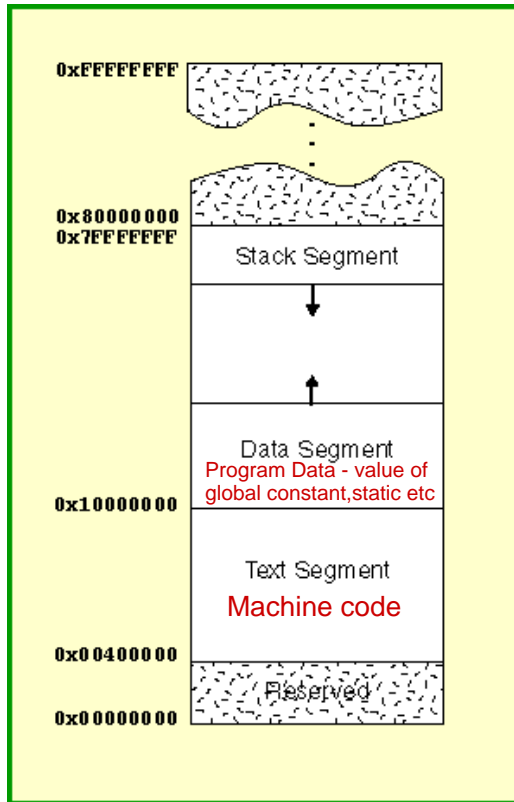 0xFFFFFFFF
0x80000000
0x7FFFFFFF
Stack Segment
Data Segment
Program Data - value of
global constant,static etc
0x10000000
Text Segment
Machine code
0x00400000
Reserved
0x00000000